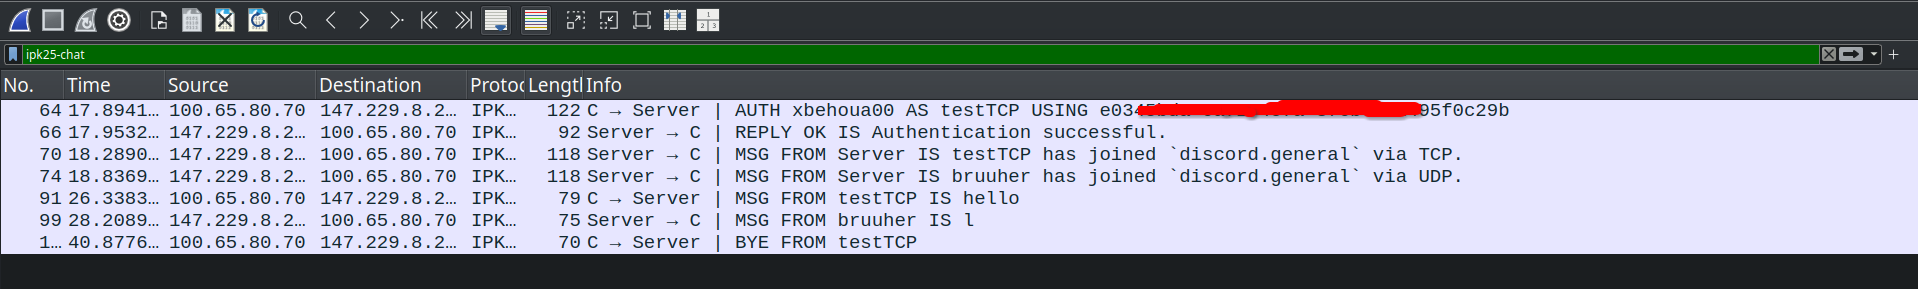 ipk25-chat
No. Time Source Destination Protoc Lengtl Info
64 17.8941… 100.65.80.70 147.229.8.2… IPK… 122 C → Server | AUTH xbehoua00 AS testTCP USING e034 95f0c29b
66 17.9532… 147.229.8.2… 100.65.80.70 IPK… 92 Server → C | REPLY OK IS Authentication successful.
70 18.2890… 147.229.8.2… 100.65.80.70 IPK… 118 Server → C | MSG FROM Server IS testTCP has joined `discord.general` via TCP.
74 18.8369… 147.229.8.2… 100.65.80.70 IPK… 118 Server → C | MSG FROM Server IS bruuher has joined `discord.general` via UDP.
91 26.3383… 100.65.80.70 147.229.8.2… IPK… 79 C → Server | MSG FROM testTCP IS hello
99 28.2089… 147.229.8.2… 100.65.80.70 IPK… 75 Server → C | MSG FROM bruuher IS l
1… 40.8776… 100.65.80.70 147.229.8.2… IPK… 70 C → Server | BYE FROM testTCP